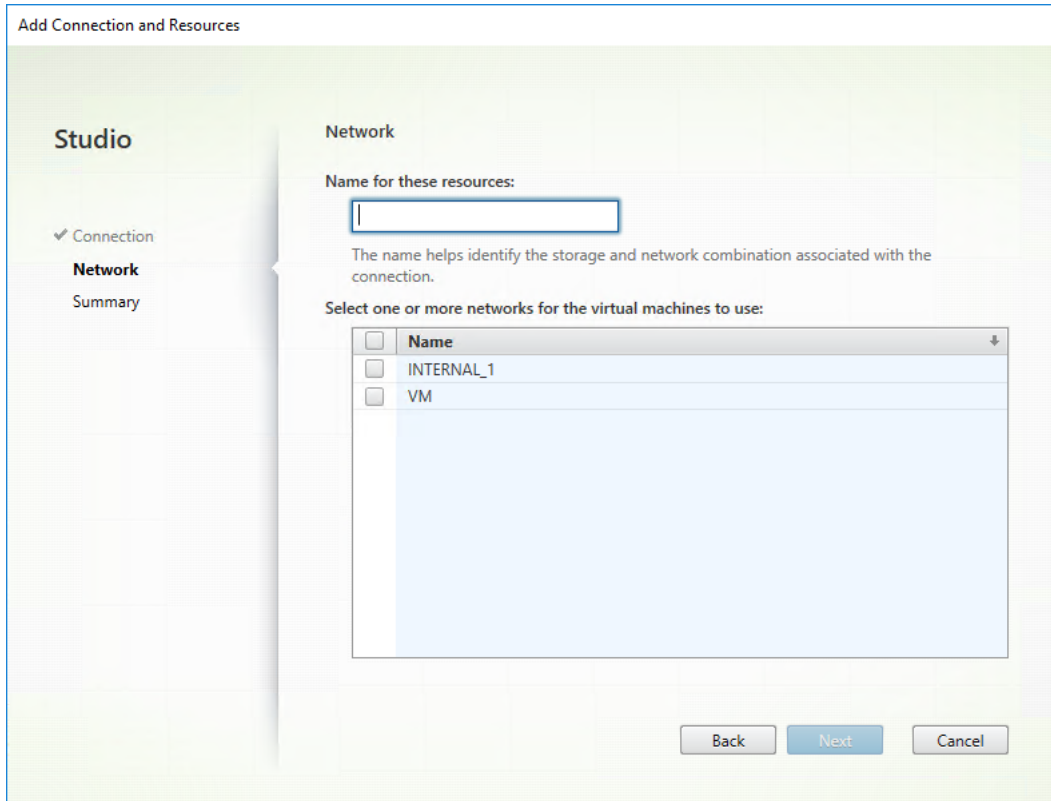 Add Connection and Resources
Studio
Connection
Network
Summary
Network
Name for these resources:
The name helps identify the storage and network combination associated with the
connection.
Select one or more networks for the virtual machines to use:
Name
INTERNAL_1
VM
Back
Next
Cancel